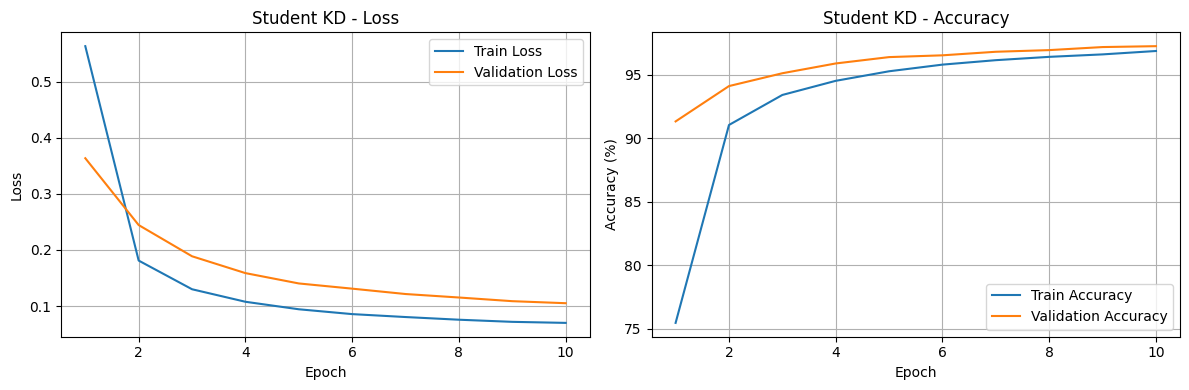 Student KD - Loss
Train Loss
Validation Loss
0.5
0.4
0.3
0.2
0.1
Loss
2
4
6
8
10
Epoch
Student KD - Accuracy
95
90
85
80
75
Accuracy (%)
Train Accuracy
Validation Accuracy
2
4
6
8
10
Epoch